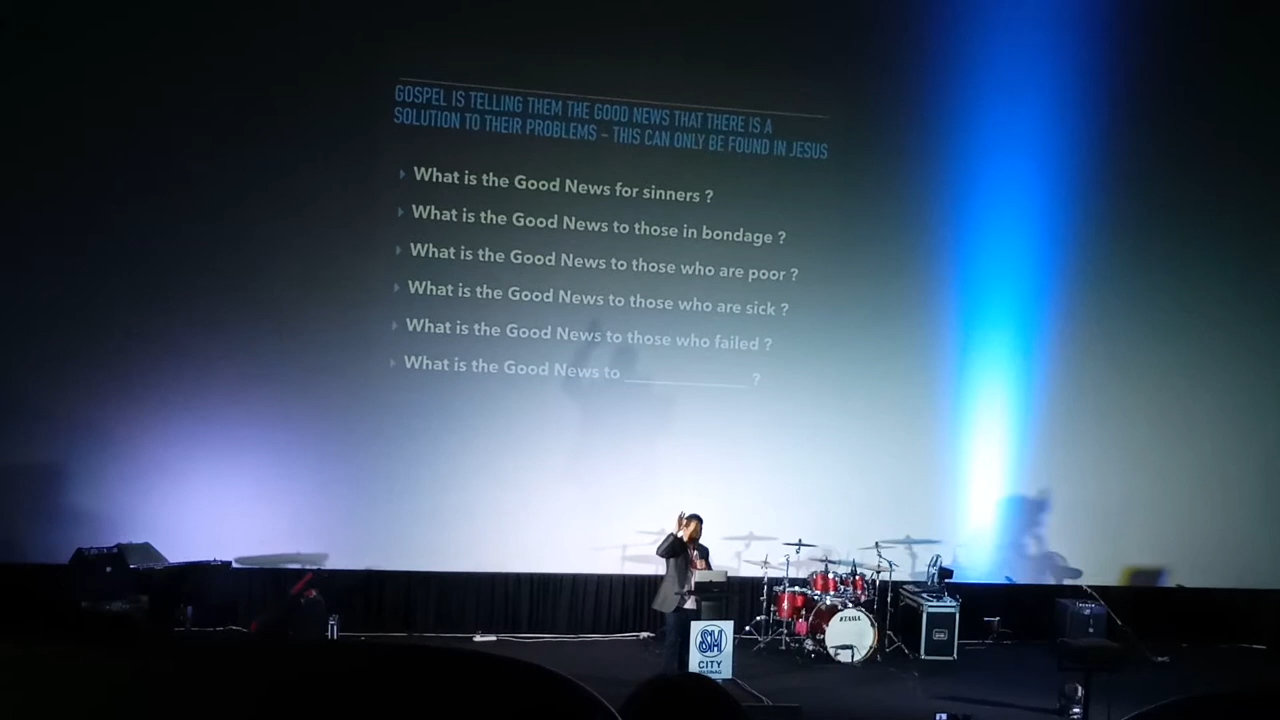 GOSPEL IS TELLING THEM THE GOOD NEWS THAT THERE IS A
SOLUTION TO THEIR PROBLEMS – THIS CAN ONLY BE FOUND IN JESUS
What is the Good News for sinners ?
What is the Good News to those in bondage ?
What is the Good News to those who are poor ?
What is the Good News to those who are sick ?
What is the Good News to those who failed ?
What is the Good News to ______________ ?
TAMA
SM
CITY
MASINAG